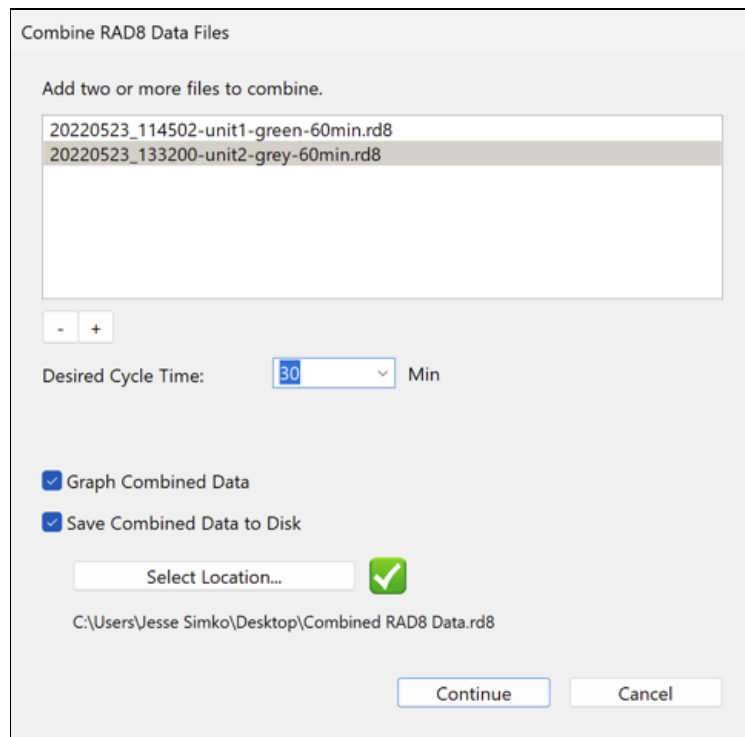 Combine RAD8 Data Files
Add two or more files to combine.
20220523_114502-unit1-green-60min.rd8
20220523_133200-unit2-grey-60min.rd8
- +
Desired Cycle Time: 30 Min
Graph Combined Data
Save Combined Data to Disk
Select Location...
C:\Users\Jesse Simko\Desktop\Combined RAD8 Data.rd8
Continue Cancel